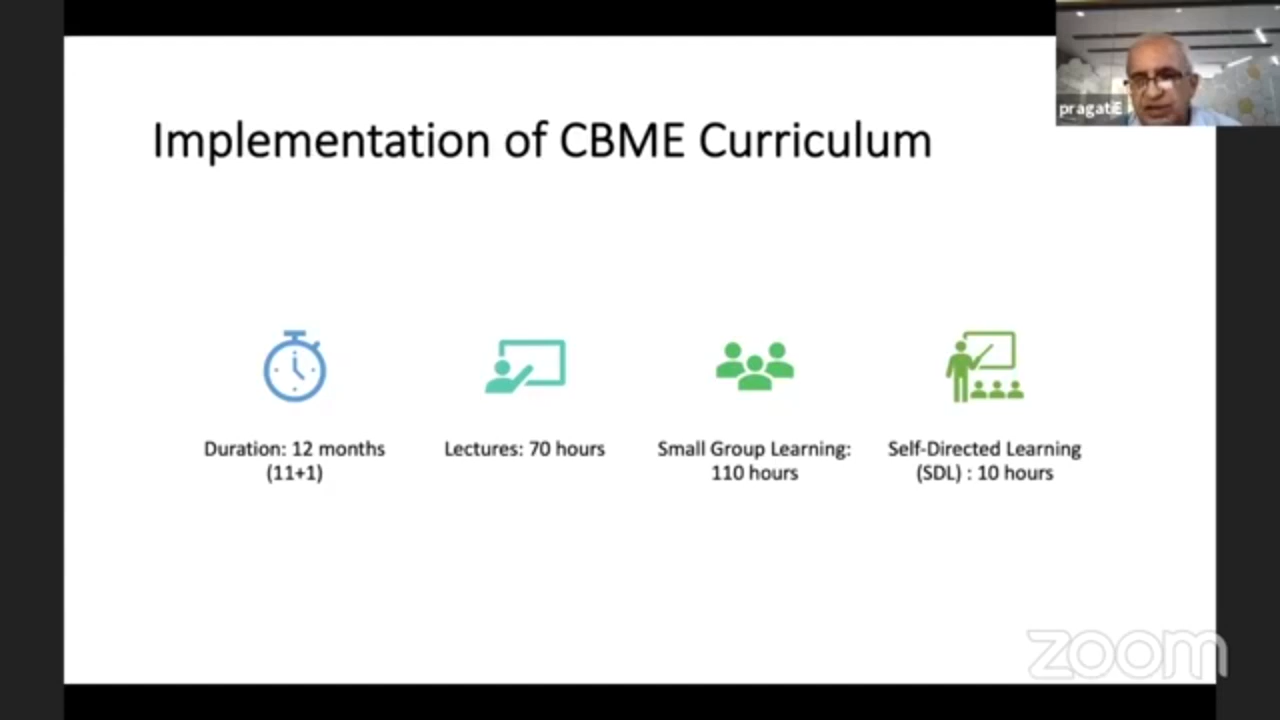 Implementation of CBME Curriculum
Duration: 12 months
(11+1)
Lectures: 70 hours
Small Group Learning:
110 hours
Self-Directed Learning
(SDL) : 10 hours
zoom